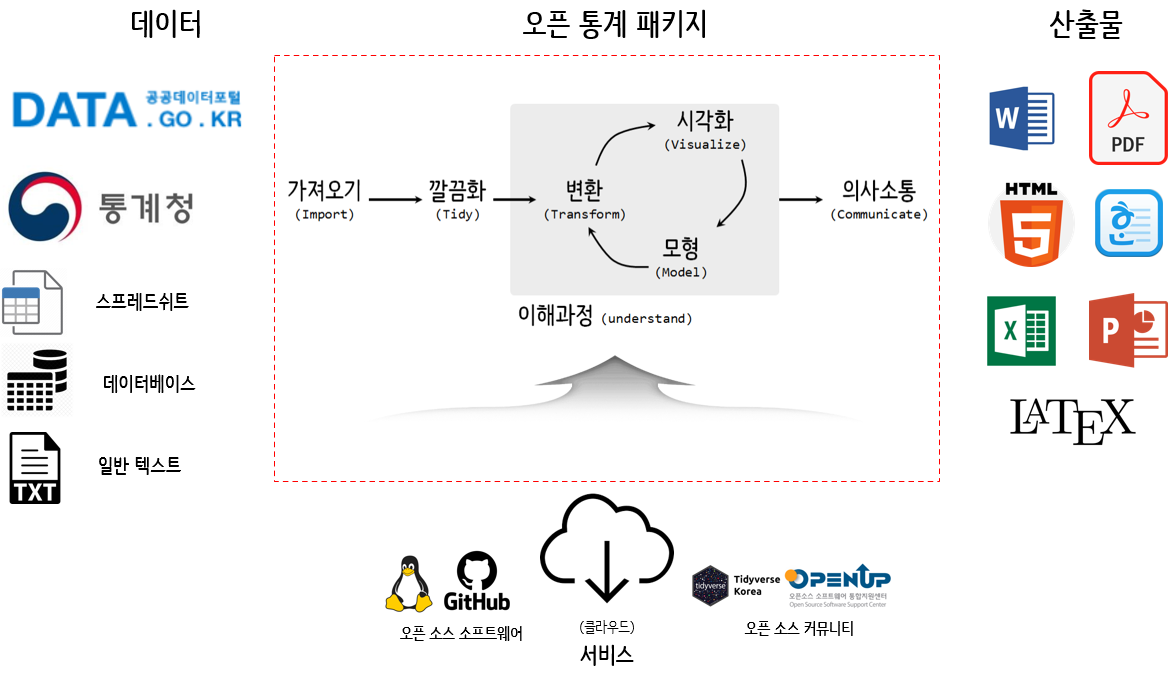 데이터
오픈 통계 패키지
산출물
DATA 공공데이터포털
.GO.KR
통계청
스프레드쉬트
데이터베이스
TXT
일반 텍스트
가져오기
(Import)
깔끔화
(Tidy)
변환
(Transform)
시각화
(Visualize)
모형
(Model)
이해과정 (understand)
의사소통
(Communicate)
W
PDF
HTML
5
한
X
P
LATEX
GitHub
오픈 소스 소프트웨어
(클라우드)
서비스
tidyverse
Tidyverse
Korea
OPENUP
오픈소스 소프트웨어 통합지원센터
Open Source Software Support Center
오픈 소스 커뮤니티